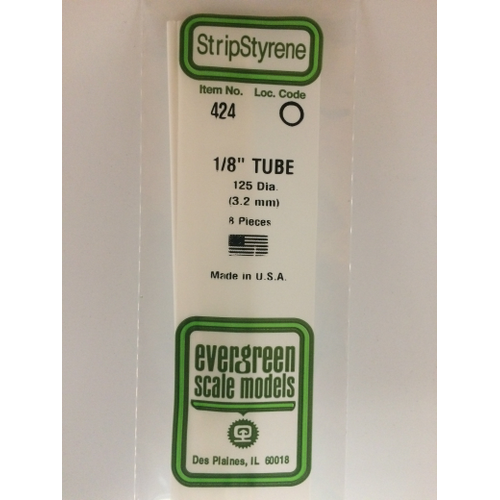 StripStyrene
Item No. Loc. Code
424
1/8" TUBE
125 Dia.
(3.2 mm)
8 Pieces
Made in U.S.A.
evergreen
scale models
Des Plaines, IL 60018